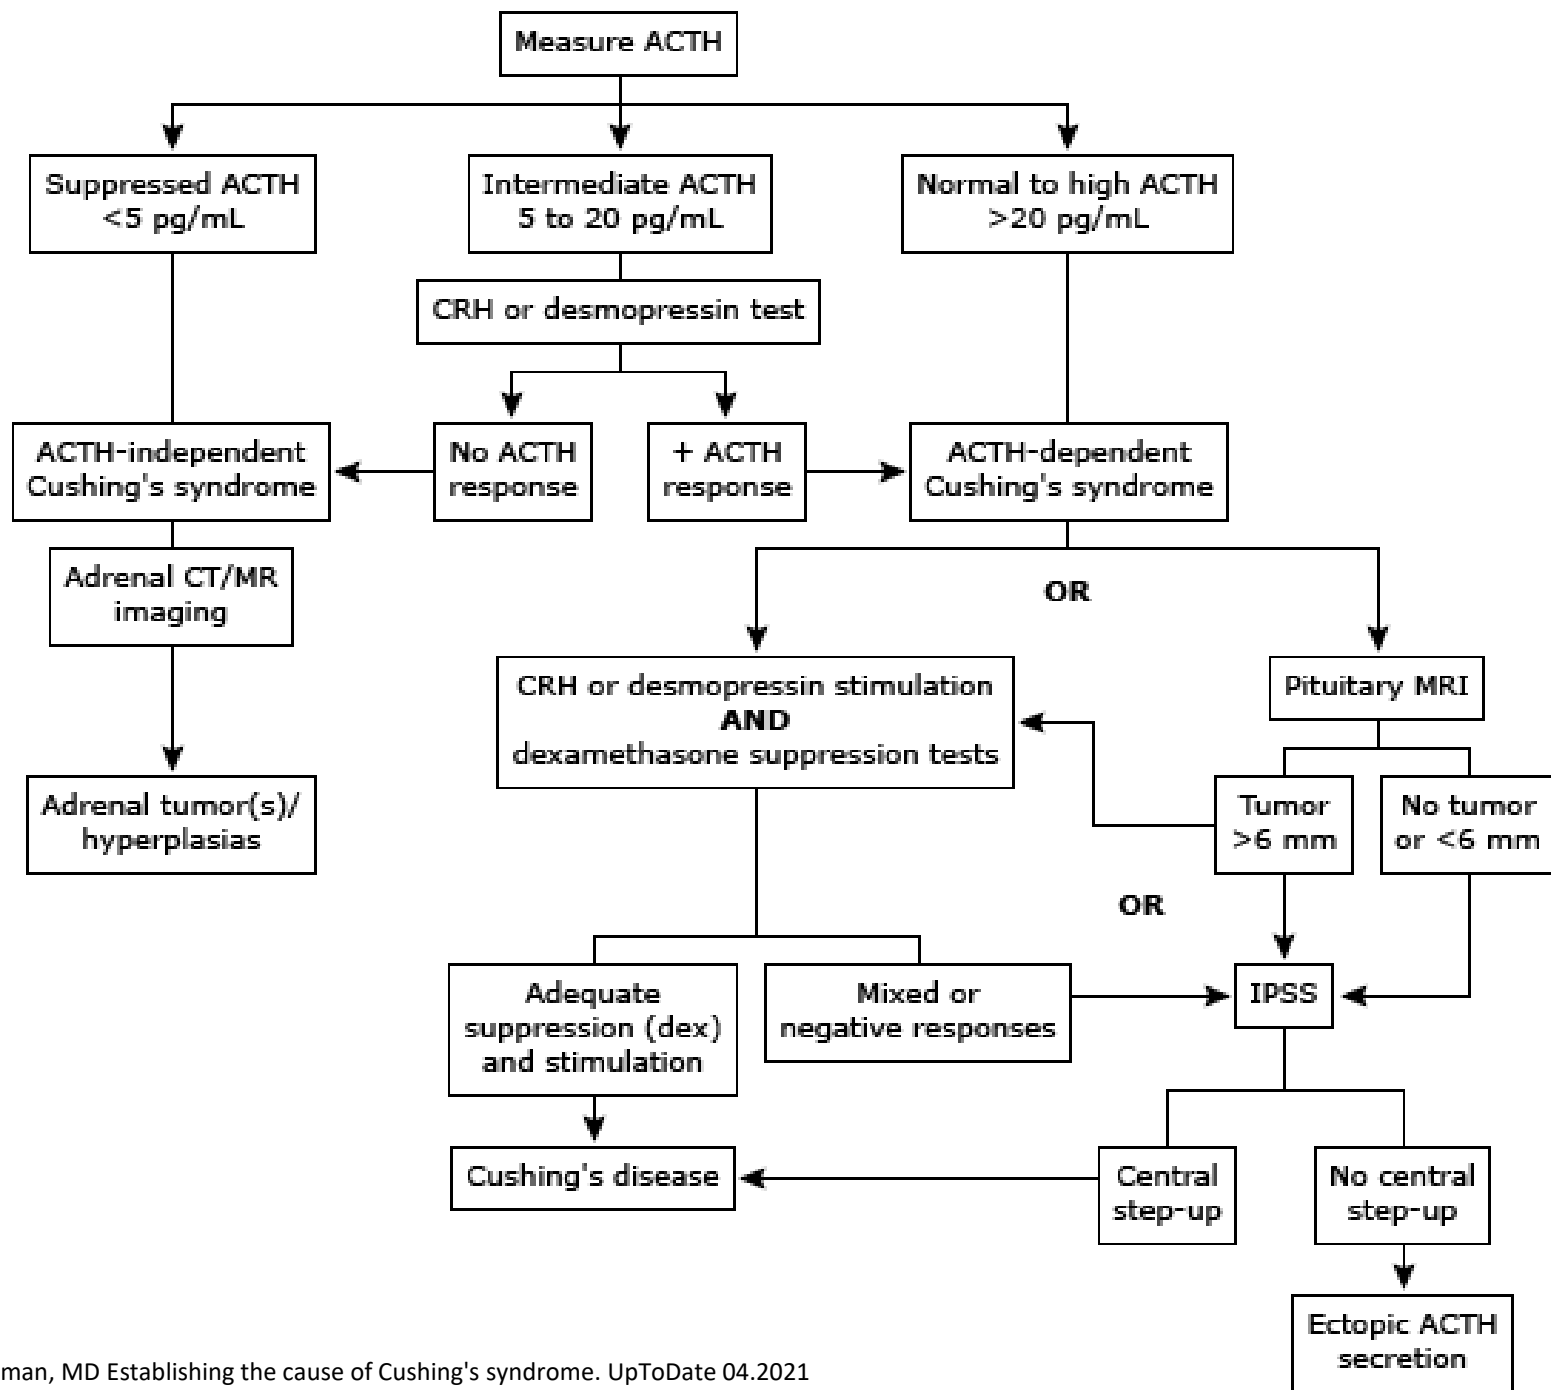 Measure ACTH
Suppressed ACTH
<5 pg/mL
Intermediate ACTH
5 to 20 pg/mL
Normal to high ACTH
>20 pg/mL
CRH or desmopressin test
ACTH-independent
Cushing's syndrome
No ACTH
response
+ ACTH
response
ACTH-dependent
Cushing's syndrome
Adrenal CT/MR
imaging
OR
CRH or desmopressin stimulation
AND
dexamethasone suppression tests
Pituitary MRI
Adrenal tumor(s)/
hyperplasias
Tumor
>6 mm
No tumor
or <6 mm
OR
Adequate
suppression (dex)
and stimulation
Mixed or
negative responses
IPSS
Cushing's disease
Central
step-up
No central
step-up
Ectopic ACTH
secretion
man, MD Establishing the cause of Cushing's syndrome. UpToDate 04.2021